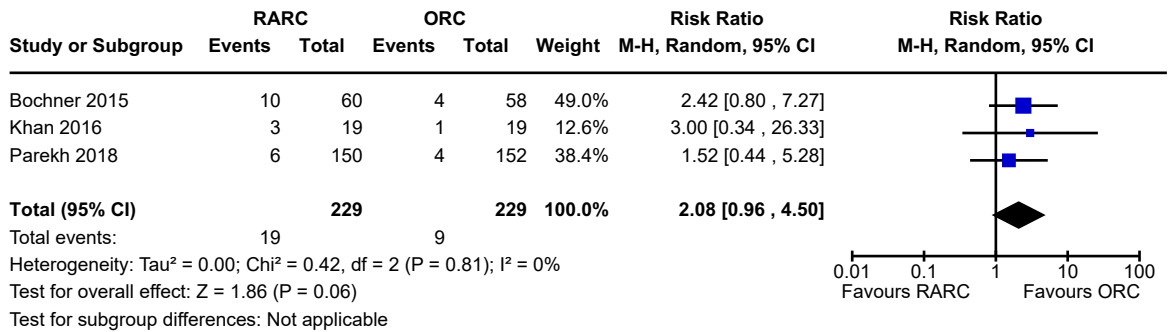 RARC ORC Risk Ratio Risk Ratio
Study or Subgroup Events Total Events Total Weight M-H, Random, 95% CI M-H, Random, 95% CI
Bochner 2015 10 60 4 58 49.0% 2.42 [0.80 , 7.27]
Khan 2016 3 19 1 19 12.6% 3.00 [0.34 , 26.33]
Parekh 2018 6 150 4 152 38.4% 1.52 [0.44 , 5.28]
Total (95% CI) 229 229 100.0% 2.08 [0.96 , 4.50]
Total events: 19 9
Heterogeneity: Tau² = 0.00; Chi² = 0.42, df = 2 (P = 0.81); I² = 0%
0.01 0.1 1 10 100
Test for overall effect: Z = 1.86 (P = 0.06)
Favours RARC Favours ORC
Test for subgroup differences: Not applicable